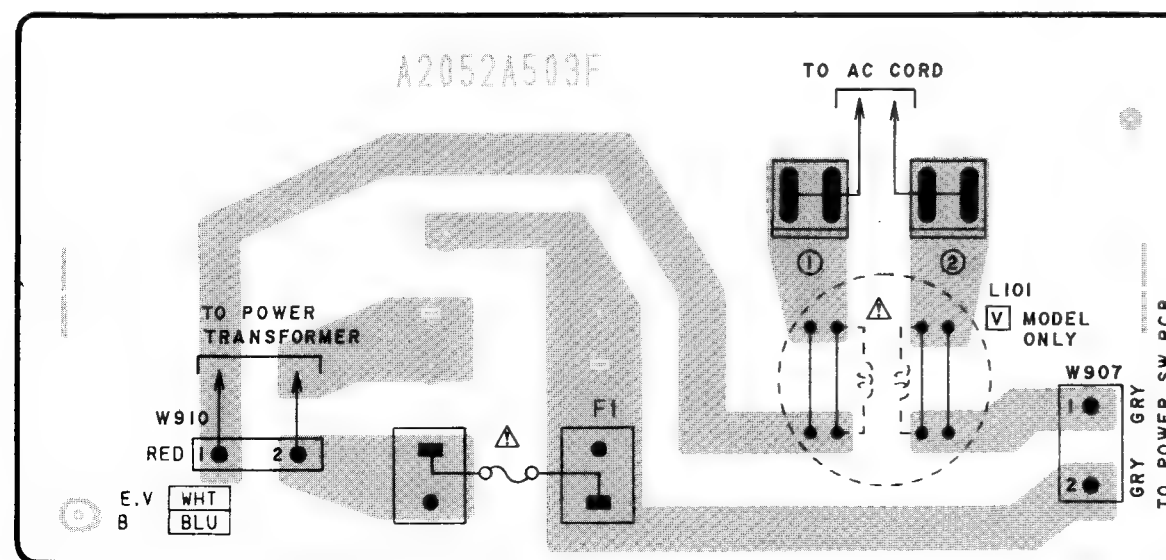 A2052A503F
TO AC CORD
① ②
L101
V MODEL
ONLY
TO POWER
TRANSFORMER
W910
RED 1 2
E.V WHT
B BLU
F1
W907
1 GRY
2 GRY
TO POWER SW PCB